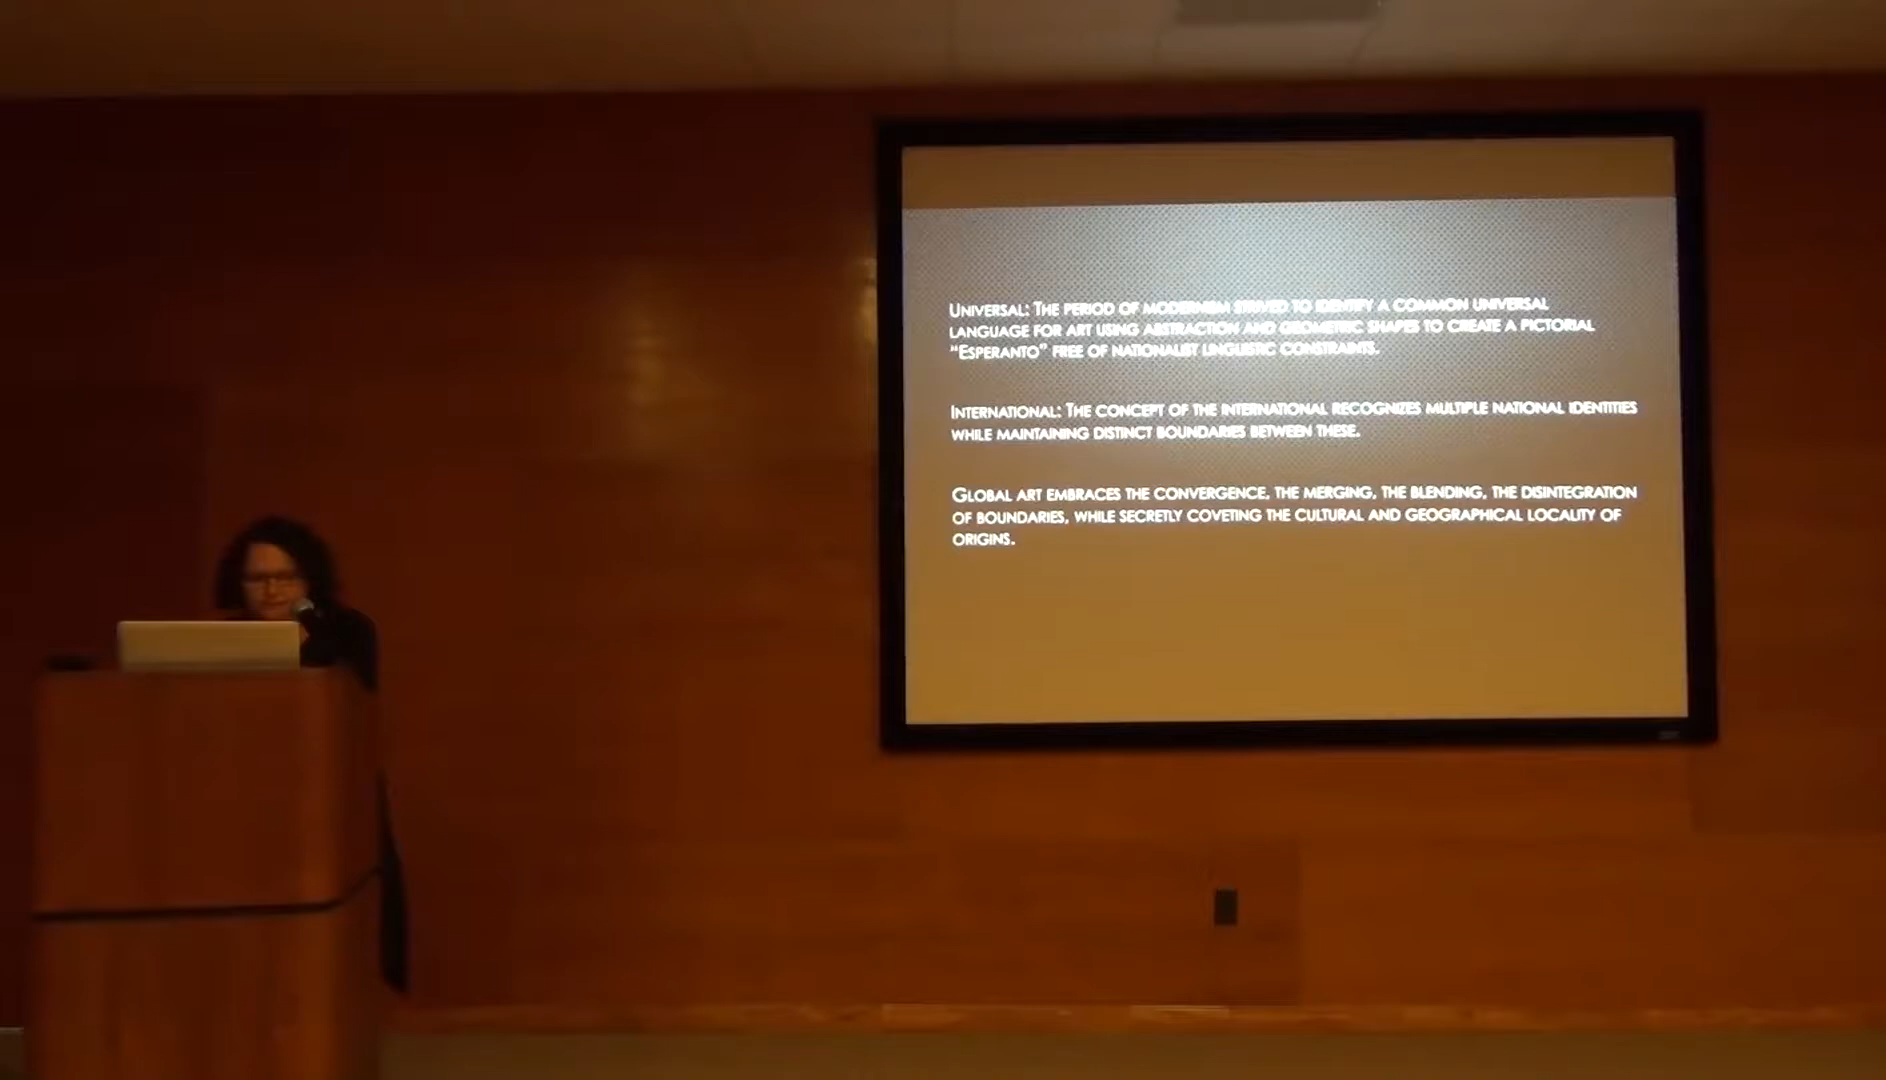 UNIVERSAL: THE PERIOD OF MODERNISM STRIVED TO IDENTIFY A COMMON UNIVERSAL
LANGUAGE FOR ART USING ABSTRACTION AND GEOMETRIC SHAPES TO CREATE A PICTORIAL
“ESPERANTO” FREE OF NATIONALIST LINGUISTIC CONSTRAINTS.
INTERNATIONAL: THE CONCEPT OF THE INTERNATIONAL RECOGNIZES MULTIPLE NATIONAL IDENTITIES
WHILE MAINTAINING DISTINCT BOUNDARIES BETWEEN THESE.
GLOBAL ART EMBRACES THE CONVERGENCE, THE MERGING, THE BLENDING, THE DISINTEGRATION
OF BOUNDARIES, WHILE SECRETLY COVETING THE CULTURAL AND GEOGRAPHICAL LOCALITY OF
ORIGINS.